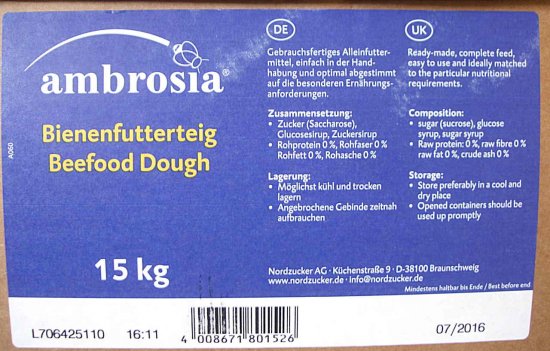 ambrosia®
Bienenfutterteig
Beefood Dough
15 kg
A060
DE
Gebrauchsfertiges Alleinfutter-
mittel, einfach in der Hand-
habung und optimal abgestimmt
auf die besonderen Ernährungs-
anforderungen.
Zusammensetzung:
• Zucker (Saccharose),
Glucosesirup, Zuckersirup
• Rohprotein 0 %, Rohfaser 0 %
Rohfett 0 %, Rohasche 0 %
Lagerung:
• Möglichst kühl und trocken
lagern
• Angebrochene Gebinde zeitnah
aufbrauchen
UK
Ready-made, complete feed,
easy to use and ideally matched
to the particular nutritional
requirements.
Composition:
• sugar (sucrose), glucose
syrup, sugar syrup
• Raw protein: 0 %, raw fibre 0 %
raw fat 0 %, crude ash 0 %
Storage:
• Store preferably in a cool and
dry place
• Opened containers should be
used up promptly
Nordzucker AG · Küchenstraße 9 · D-38100 Braunschweig
www.nordzucker.de · info@nordzucker.de
Mindestens haltbar bis Ende / Best before end
L706425110 16:11
4 008671 801526
07/2016